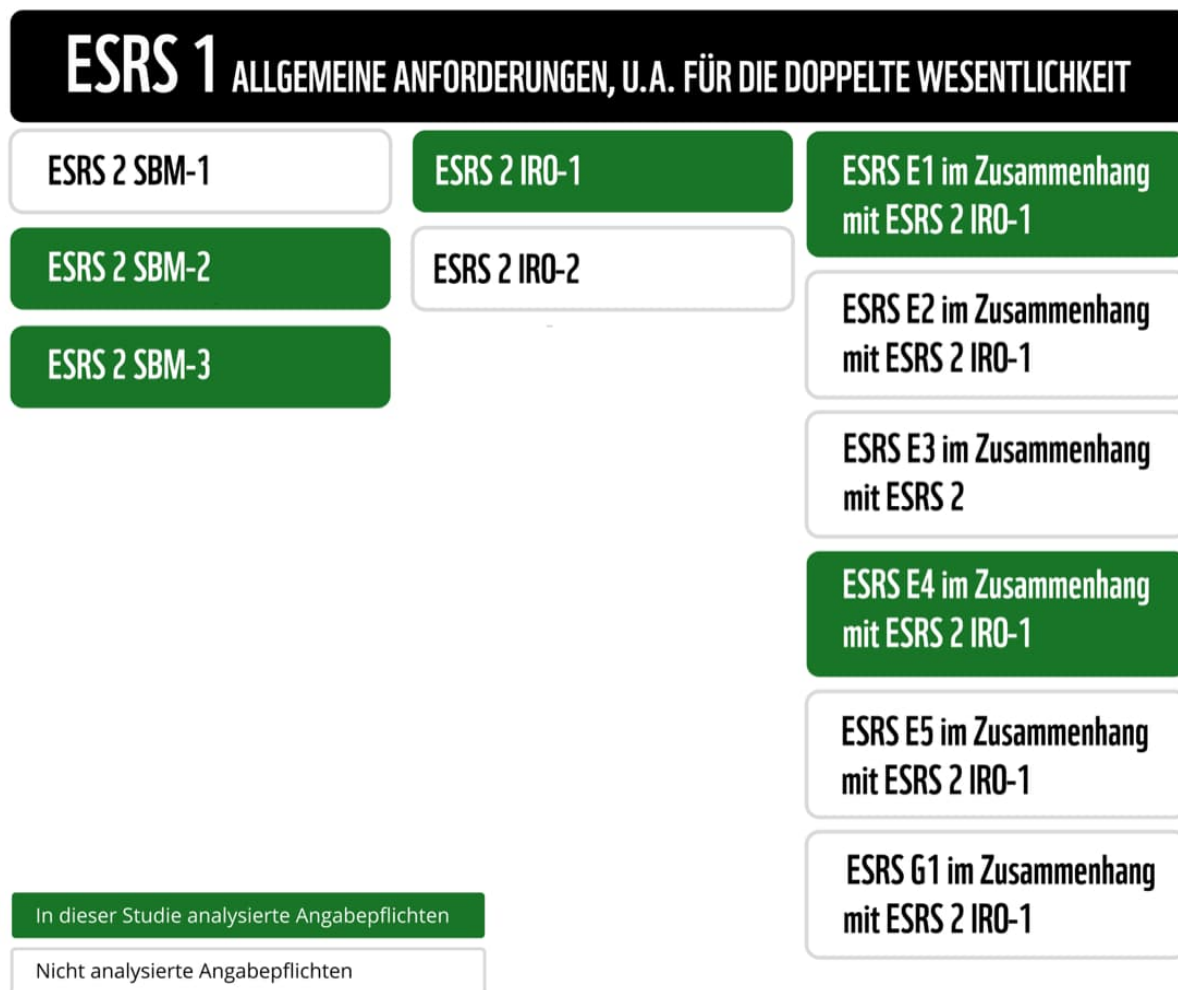 ESRS 1 ALLGEMEINE ANFORDERUNGEN, U.A. FÜR DIE DOPPELTE WESENTLICHKEIT
ESRS 2 SBM-1
ESRS 2 SBM-2
ESRS 2 SBM-3
ESRS 2 IRO-1
ESRS 2 IRO-2
ESRS E1 im Zusammenhang
mit ESRS 2 IRO-1
ESRS E2 im Zusammenhang
mit ESRS 2 IRO-1
ESRS E3 im Zusammenhang
mit ESRS 2
ESRS E4 im Zusammenhang
mit ESRS 2 IRO-1
ESRS E5 im Zusammenhang
mit ESRS 2 IRO-1
ESRS G1 im Zusammenhang
mit ESRS 2 IRO-1
In dieser Studie analysierte Angabepflichten
Nicht analysierte Angabepflichten